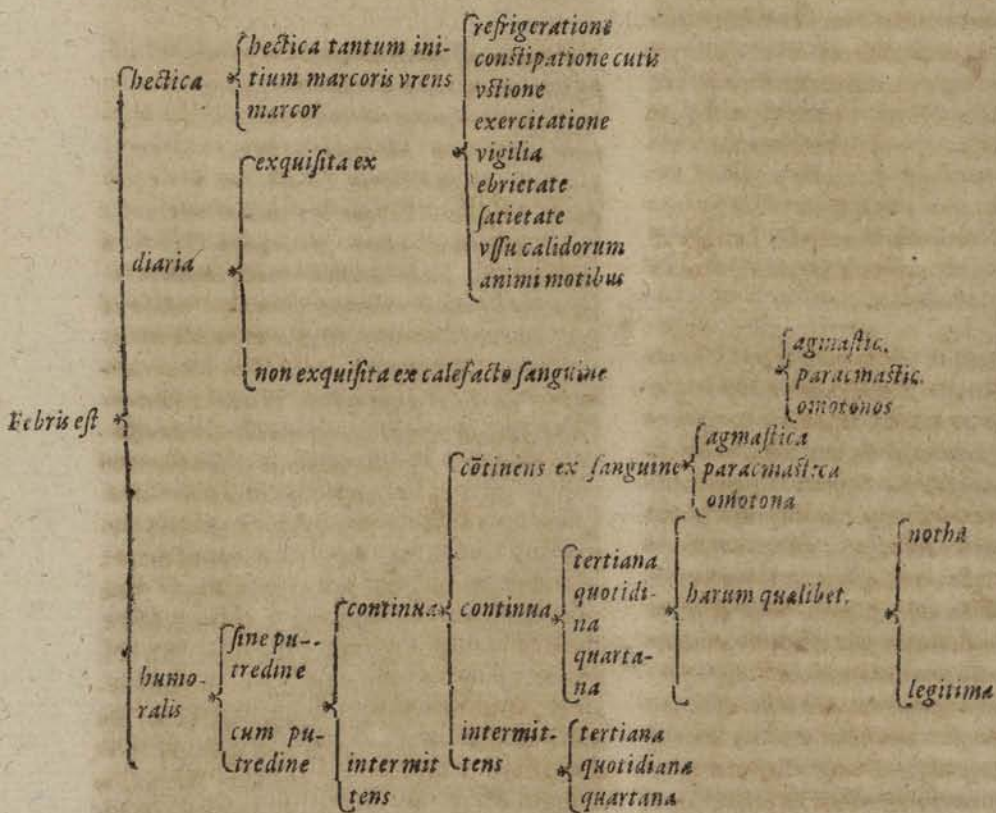 Febris est
hectica
hectica tantum ini-
tium marcoris vrens
marcor
diaria
exquisita ex
refrigeratione
constipatione cutis
vstione
exercitatione
vigilia
ebrietate
satietate
vssu calidorum
animi motibus
non exquisita ex calefacto sanguine
agmastic.
paracmastic.
omotonos
humo-
ralis
sine pu-
tredine
cum pu-
tredine
continua
cōtinens ex sanguine
agmastica
paracmastica
omotona
continua
tertiana
quotidi-
na
quarta-
na
harum qualibet.
notha
legitima
intermit-
tens
intermit
tens
tertiana
quotidiana
quartana